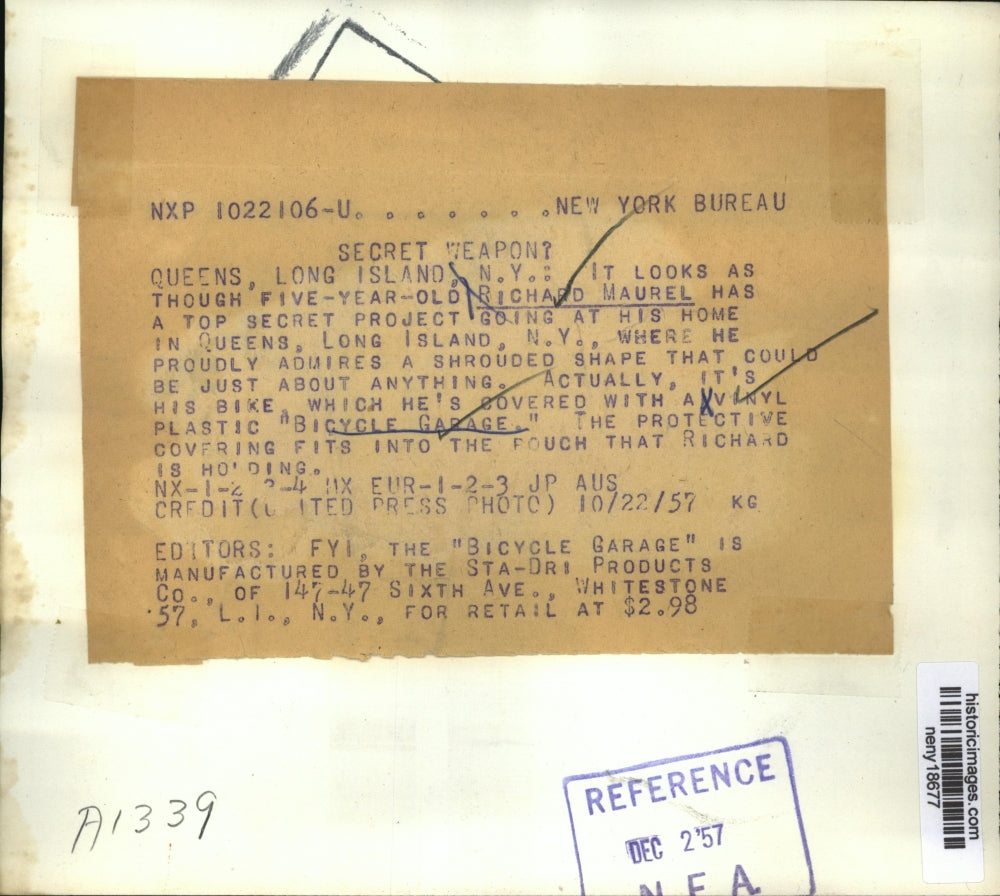 NXP 1022106-U. . . . . . . .NEW YORK BUREAU
SECRET WEAPON?
QUEENS, LONG ISLAND, N.Y.: IT LOOKS AS
THOUGH FIVE-YEAR-OLD RICHARD MAUREL HAS
A TOP SECRET PROJECT GOING AT HIS HOME
IN QUEENS, LONG ISLAND, N.Y., WHERE HE
PROUDLY ADMIRES A SHROUDED SHAPE THAT COULD
BE JUST ABOUT ANYTHING. ACTUALLY, IT'S
HIS BIKE, WHICH HE'S COVERED WITH A VINYL
PLASTIC "BICYCLE GARAGE." THE PROTECTIVE
COVERING FITS INTO THE POUCH THAT RICHARD
IS HOLDING.
NX-1-2-3-4 UX EUR-1-2-3 JP AUS
CREDIT(UNITED PRESS PHOTO) 10/22/57 KG
EDITORS: FYI, THE "BICYCLE GARAGE" IS
MANUFACTURED BY THE STA-DRI PRODUCTS
CO., OF 147-47 SIXTH AVE., WHITESTONE
57, L.I., N.Y., FOR RETAIL AT $2.98
historicimages.com
neny18677
A1339
REFERENCE
DEC 2'57
NEA